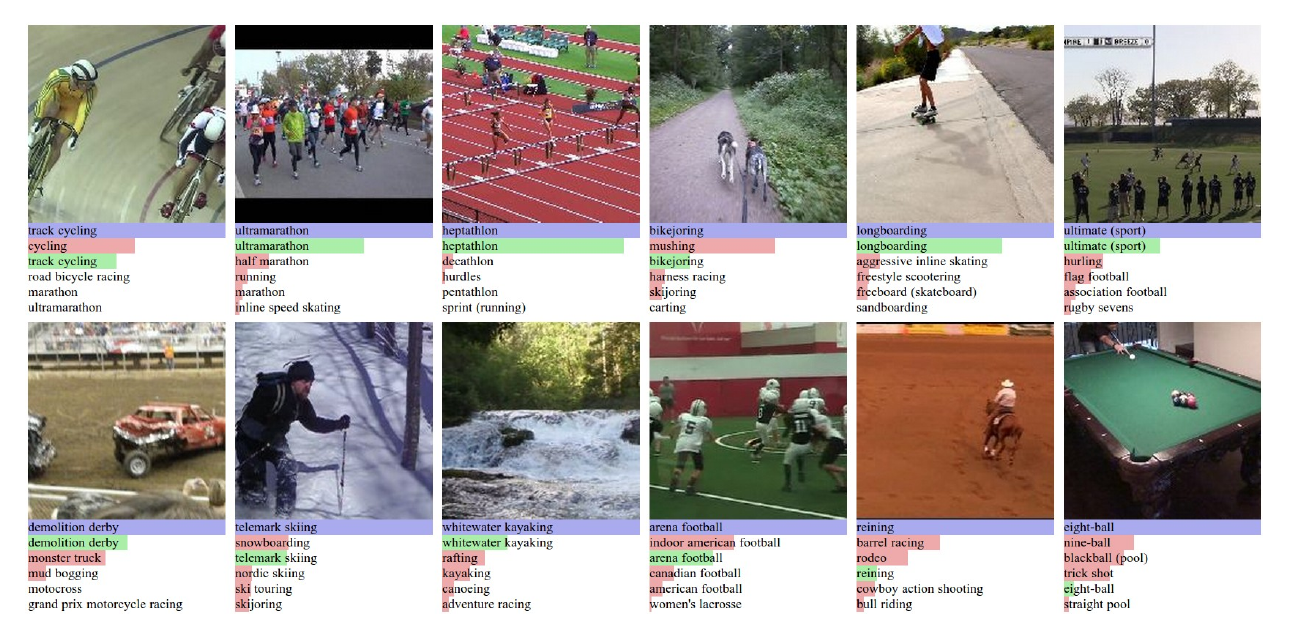 PIRE 1 BREEZE 0
track cycling
cycling
track cycling
road bicycle racing
marathon
ultramarathon
ultramarathon
ultramarathon
half marathon
running
marathon
inline speed skating
heptathlon
heptathlon
decathlon
hurdles
pentathlon
sprint (running)
bikejoring
mushing
bikejoring
harness racing
skijoring
carting
longboarding
longboarding
aggressive inline skating
freestyle scootering
freeboard (skateboard)
sandboarding
ultimate (sport)
ultimate (sport)
hurling
flag football
association football
rugby sevens
demolition derby
demolition derby
monster truck
mud bogging
motocross
grand prix motorcycle racing
telemark skiing
snowboarding
telemark skiing
nordic skiing
ski touring
skijoring
whitewater kayaking
whitewater kayaking
rafting
kayaking
canoeing
adventure racing
arena football
indoor american football
arena football
canadian football
american football
women's lacrosse
reining
barrel racing
rodeo
reining
cowboy action shooting
bull riding
eight-ball
nine-ball
blackball (pool)
trick shot
eight-ball
straight pool